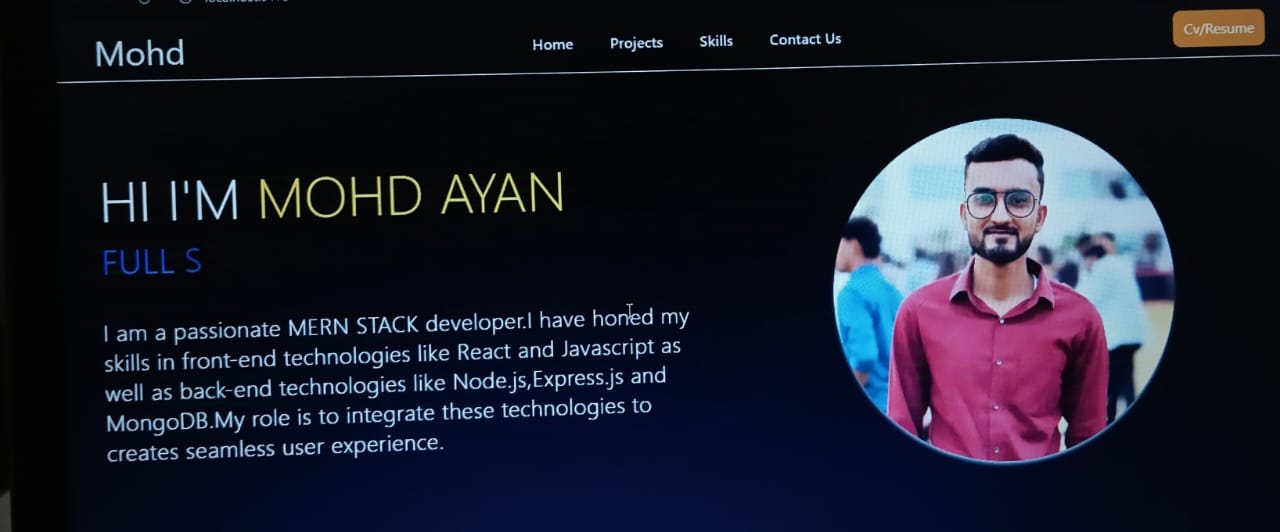 Mohd
Home Projects Skills Contact Us
Cv/Resume
HI I'M MOHD AYAN
FULL S
I am a passionate MERN STACK developer.I have honed my
skills in front-end technologies like React and Javascript as
well as back-end technologies like Node.js,Express.js and
MongoDB.My role is to integrate these technologies to
creates seamless user experience.